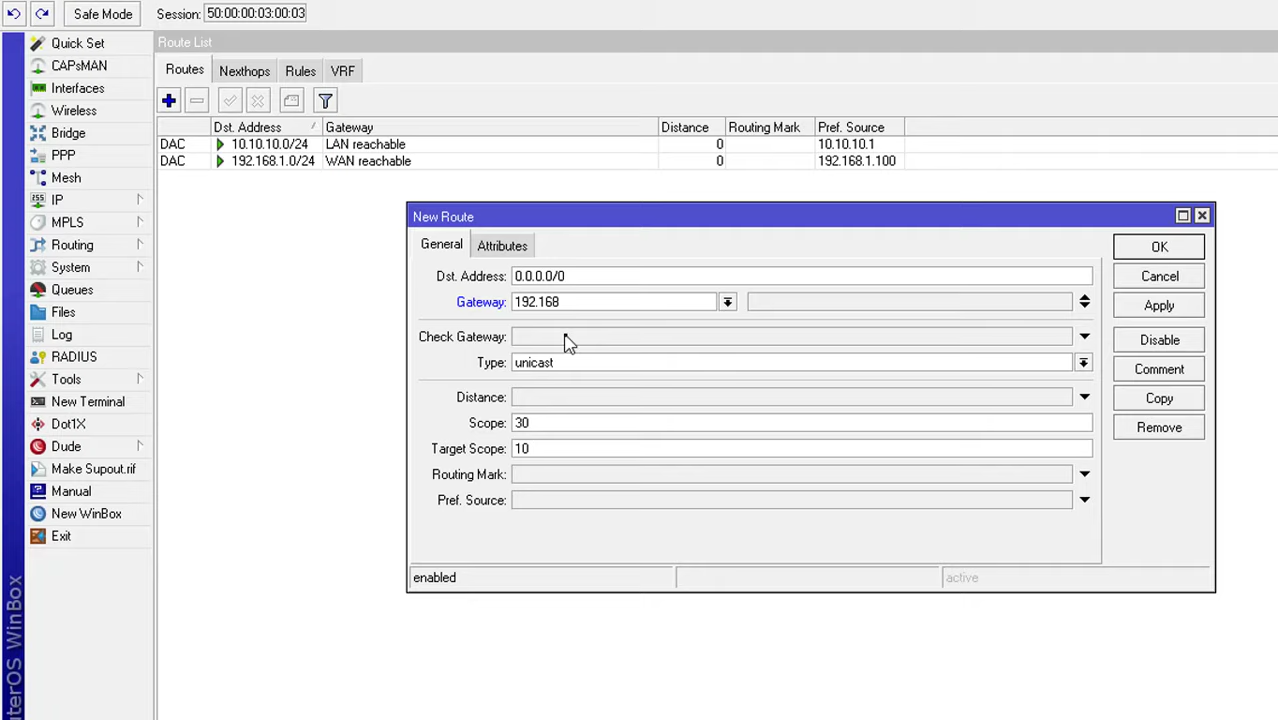 Safe Mode Session: 50:00:00:03:00:03
Quick Set
CAPsMAN
Interfaces
Wireless
Bridge
PPP
Mesh
255 IP
MPLS
Routing
System
Queues
Files
Log
RADIUS
Tools
New Terminal
Dot1X
Dude
Make Supout.rif
Manual
New WinBox
Exit
uterOS WinBox
Route List
Routes Nexthops Rules VRF
Dst. Address Gateway Distance Routing Mark Pref. Source
DAC 10.10.10.0/24 LAN reachable 0 10.10.10.1
DAC 192.168.1.0/24 WAN reachable 0 192.168.1.100
New Route
General Attributes
Dst. Address: 0.0.0.0/0
Gateway: 192.168
Check Gateway:
Type: unicast
Distance:
Scope: 30
Target Scope: 10
Routing Mark:
Pref. Source:
enabled active
OK
Cancel
Apply
Disable
Comment
Copy
Remove